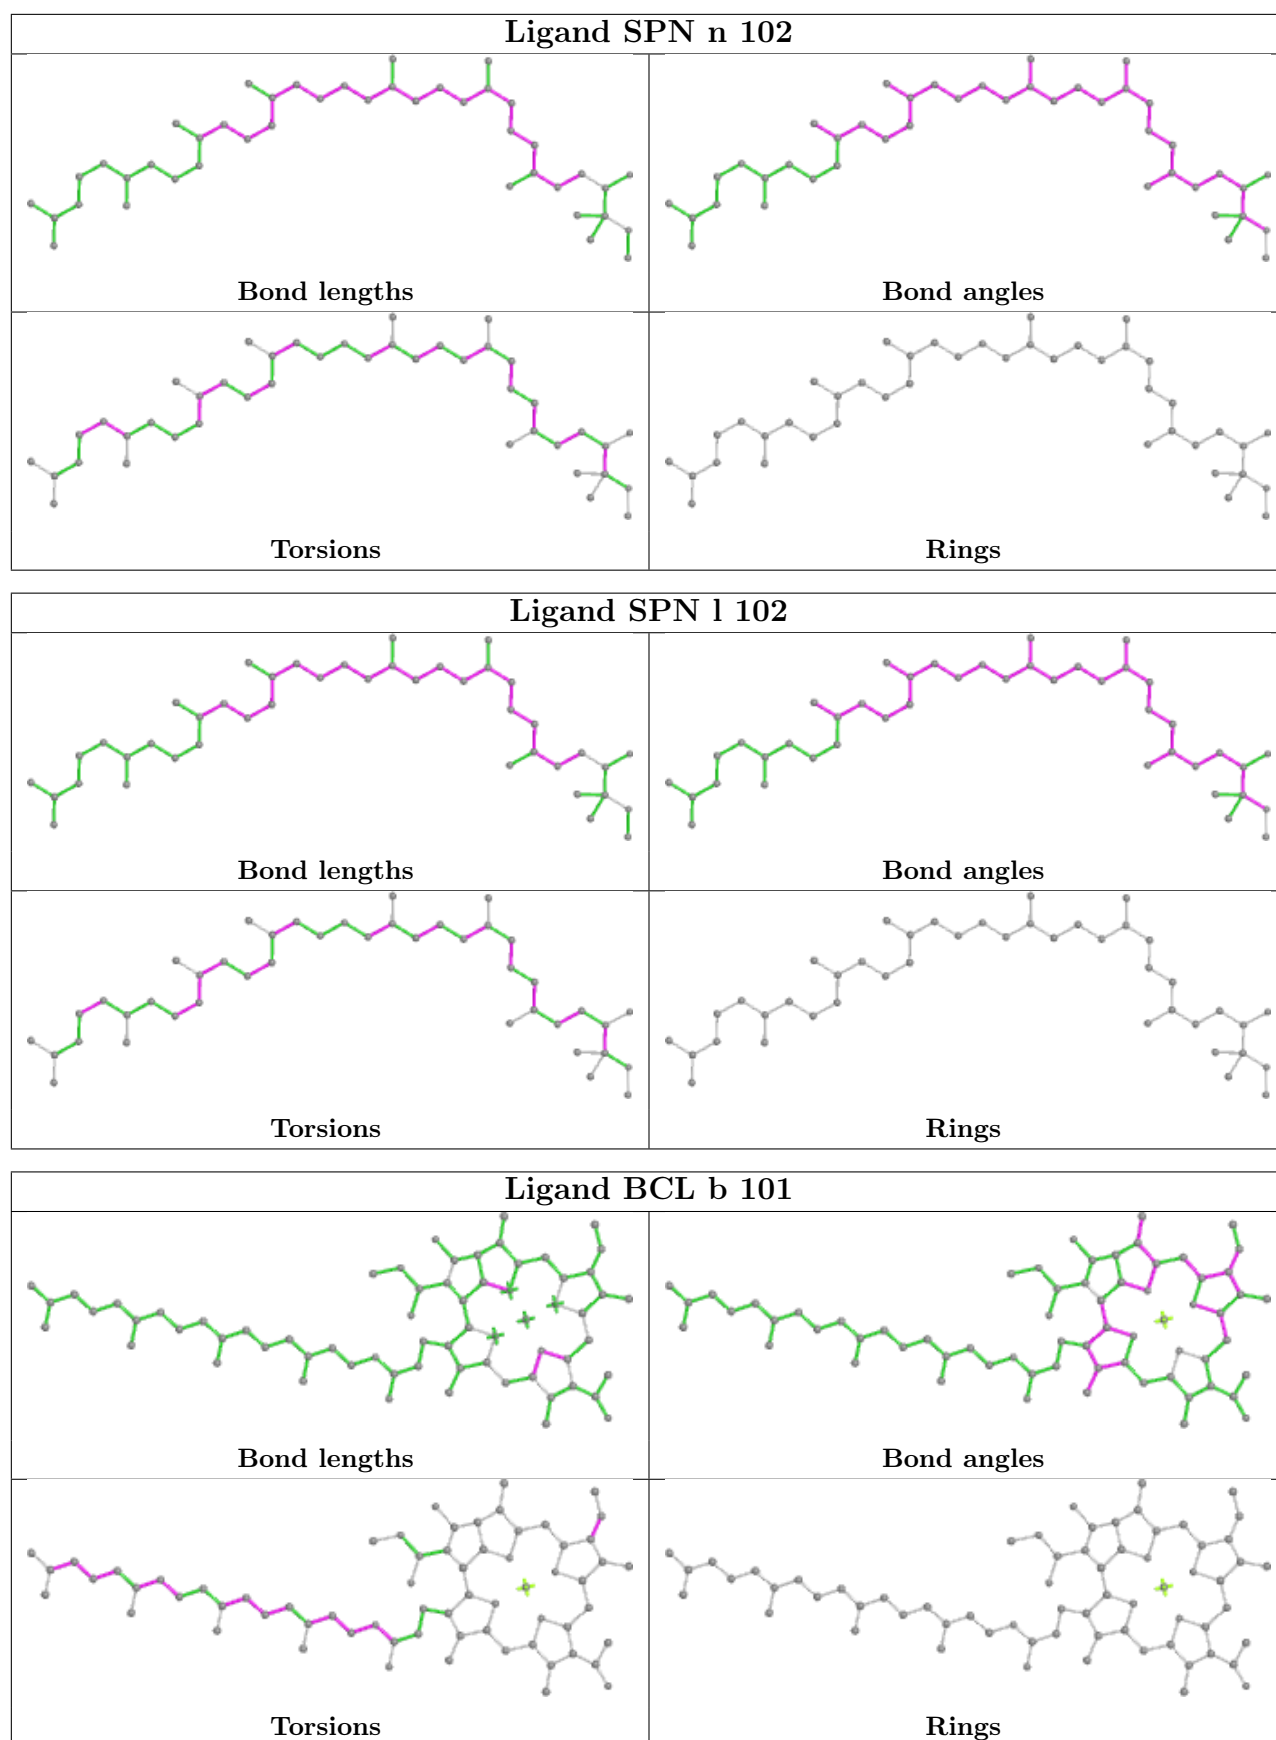 Ligand SPN n 102
Bond lengths
Bond angles
Torsions
Rings
Ligand SPN l 102
Bond lengths
Bond angles
Torsions
Rings
Ligand BCL b 101
Bond lengths
Bond angles
Torsions
Rings